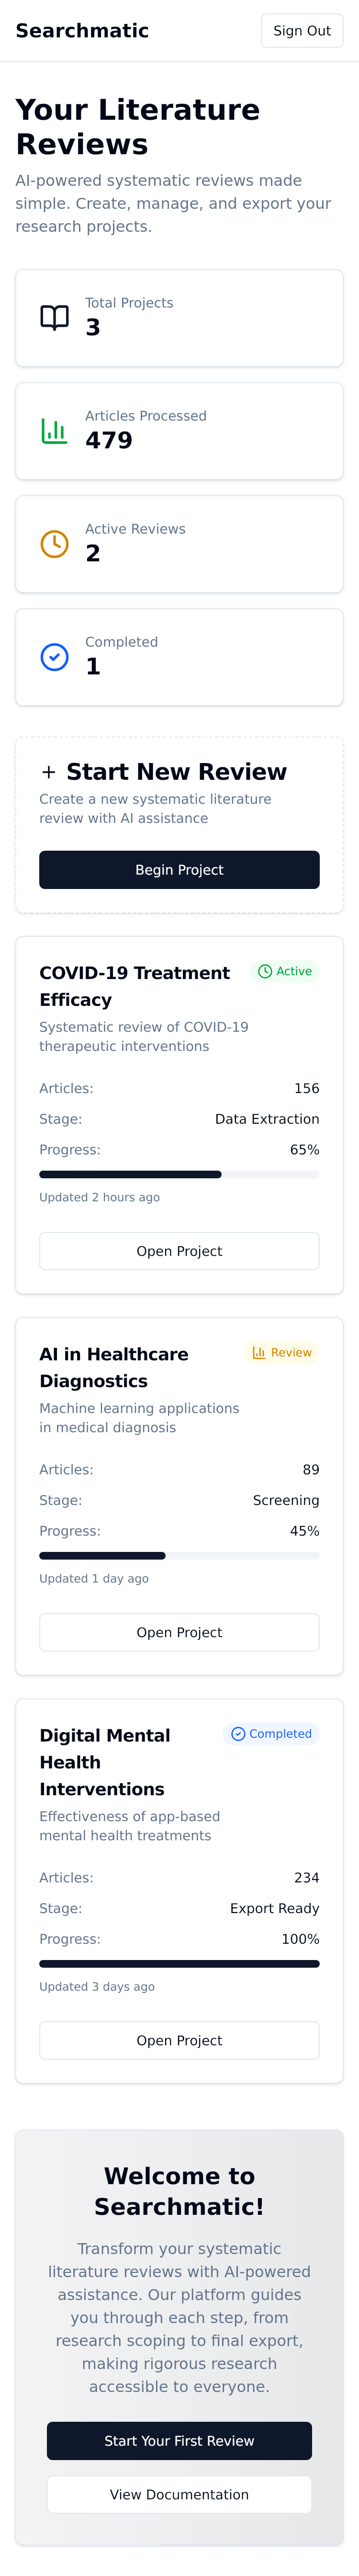 Searchmatic
Sign Out
Your Literature
Reviews
AI-powered systematic reviews made
simple. Create, manage, and export your
research projects.
Total Projects
3
Articles Processed
479
Active Reviews
2
Completed
1
+ Start New Review
Create a new systematic literature
review with AI assistance
Begin Project
COVID-19 Treatment
Efficacy
Active
Systematic review of COVID-19
therapeutic interventions
Articles: 156
Stage: Data Extraction
Progress: 65%
Updated 2 hours ago
Open Project
AI in Healthcare
Diagnostics
Review
Machine learning applications
in medical diagnosis
Articles: 89
Stage: Screening
Progress: 45%
Updated 1 day ago
Open Project
Digital Mental
Health
Interventions
Completed
Effectiveness of app-based
mental health treatments
Articles: 234
Stage: Export Ready
Progress: 100%
Updated 3 days ago
Open Project
Welcome to
Searchmatic!
Transform your systematic
literature reviews with AI-powered
assistance. Our platform guides
you through each step, from
research scoping to final export,
making rigorous research
accessible to everyone.
Start Your First Review
View Documentation